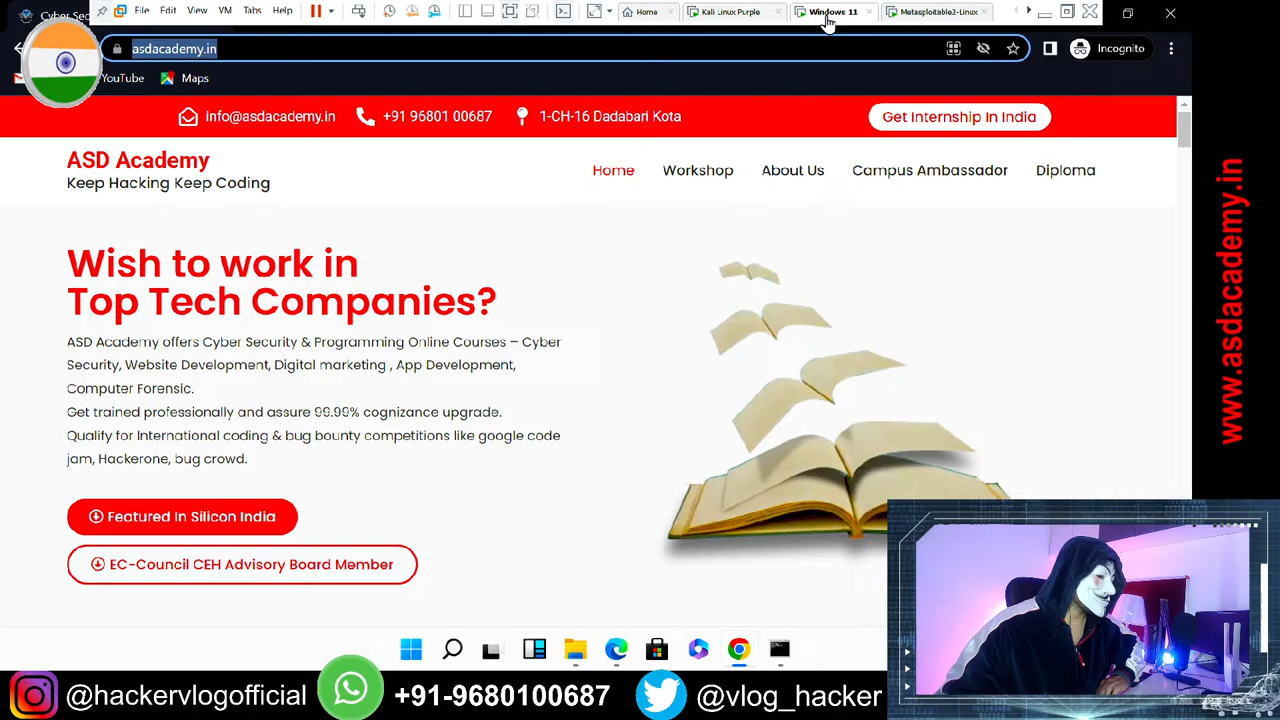 Cyber Sec
File Edit View VM Tabs Help
Home
Kali Linux Purple
Windows 11
Metasploitable2-Linux
asdacademy.in
Incognito
YouTube
Maps
info@asdacademy.in
+91 96801 00687
1-CH-16 Dadabari Kota
Get Internship In India
ASD Academy
Keep Hacking Keep Coding
Home
Workshop
About Us
Campus Ambassador
Diploma
Wish to work in
Top Tech Companies?
ASD Academy offers Cyber Security & Programming Online Courses – Cyber
Security, Website Development, Digital marketing , App Development,
Computer Forensic.
Get trained professionally and assure 99.99% cognizance upgrade.
Qualify for International coding & bug bounty competitions like google code
jam, Hackerone, bug crowd.
Featured In Silicon India
EC-Council CEH Advisory Board Member
www.asdacademy.in
@hackervlogofficial
+91-9680100687
@vlog_hacker